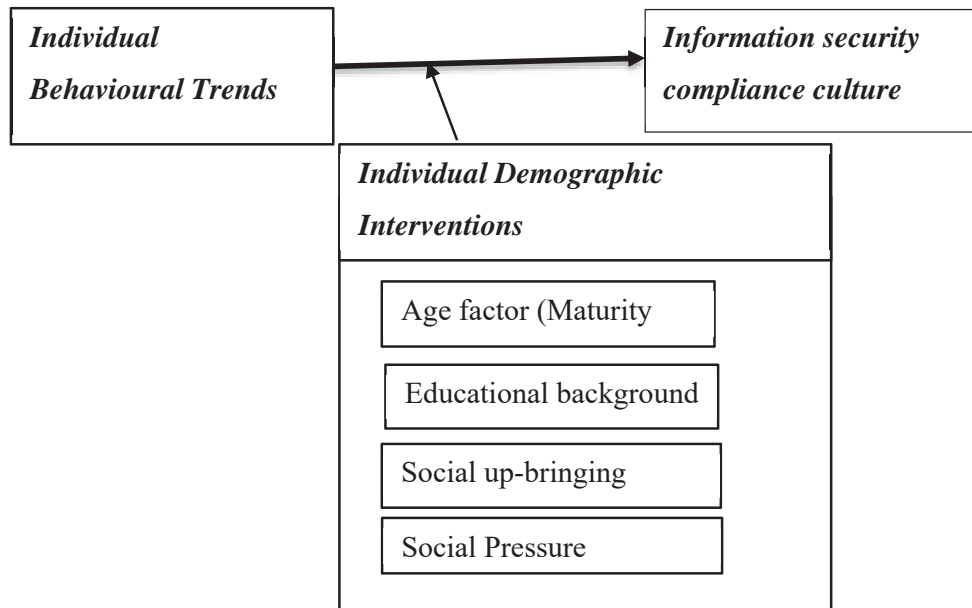 Individual
Behavioural Trends
Information security
compliance culture
Individual Demographic
Interventions
Age factor (Maturity
Educational background
Social up-bringing
Social Pressure